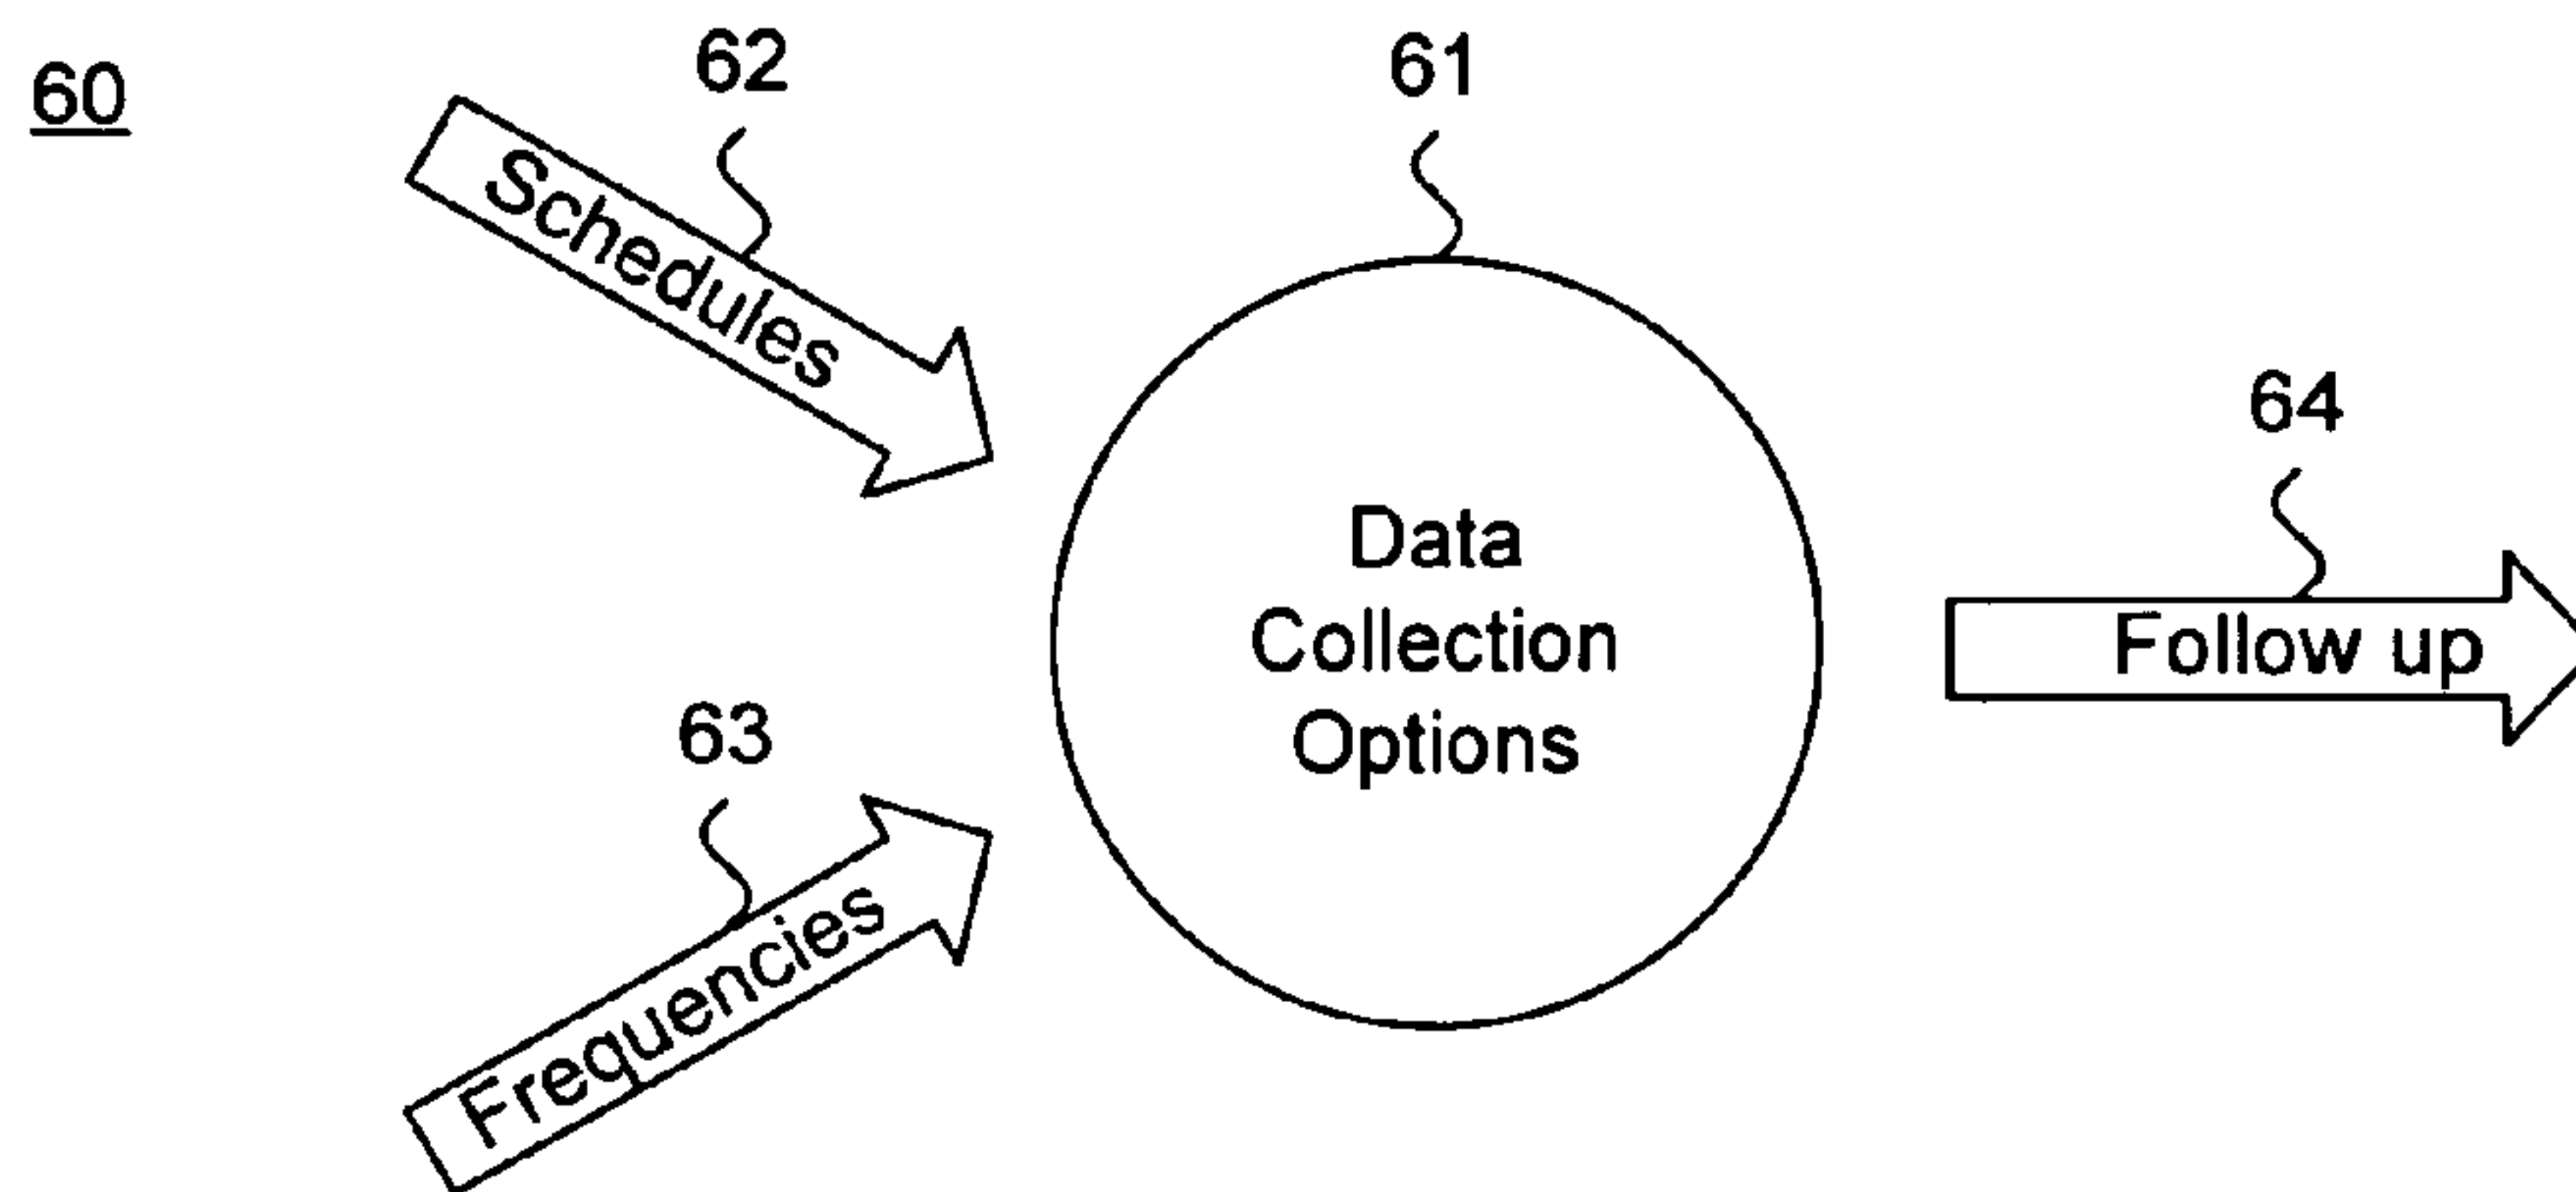 60
62
61
Schedules
64
Data
Collection
Options
Follow up
63
Frequencies